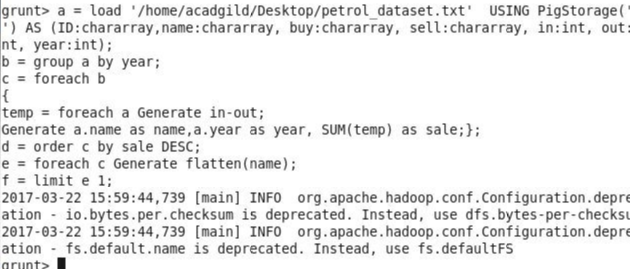 grunt> a = load '/home/acadgild/Desktop/petrol_dataset.txt'  USING PigStorage('
') AS (ID:chararray,name:chararray, buy:chararray, sell:chararray, in:int, out:
nt, year:int);
b = group a by year;
c = foreach b
{
temp = foreach a Generate in-out;
Generate a.name as name,a.year as year, SUM(temp) as sale;};
d = order c by sale DESC;
e = foreach c Generate flatten(name);
f = limit e 1;
2017-03-22 15:59:44,739 [main] INFO  org.apache.hadoop.conf.Configuration.depre
ation - io.bytes.per.checksum is deprecated. Instead, use dfs.bytes-per-checksu
2017-03-22 15:59:44,739 [main] INFO  org.apache.hadoop.conf.Configuration.depre
ation - fs.default.name is deprecated. Instead, use fs.defaultFS
grunt>